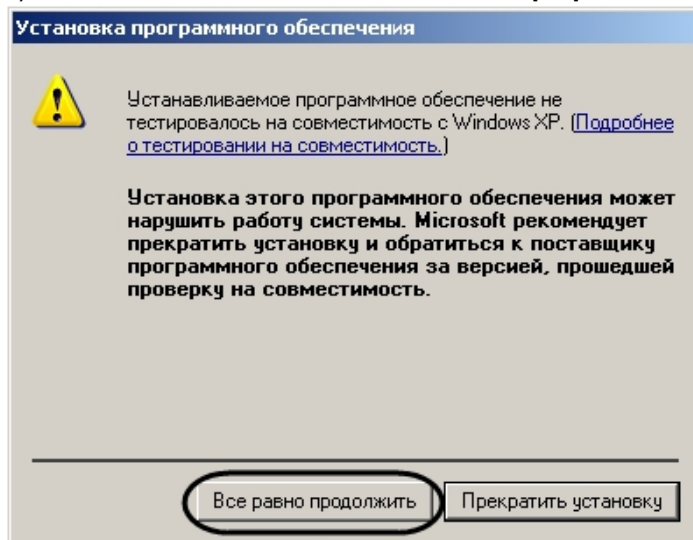 Установка программного обеспечения
Устанавливаемое программное обеспечение не
тестировалось на совместимость с Windows XP. (Подробнее
о тестировании на совместимость.)
Установка этого программного обеспечения может
нарушить работу системы. Microsoft рекомендует
прекратить установку и обратиться к поставщику
программного обеспечения за версией, прошедшей
проверку на совместимость.
Все равно продолжить Прекратить установку